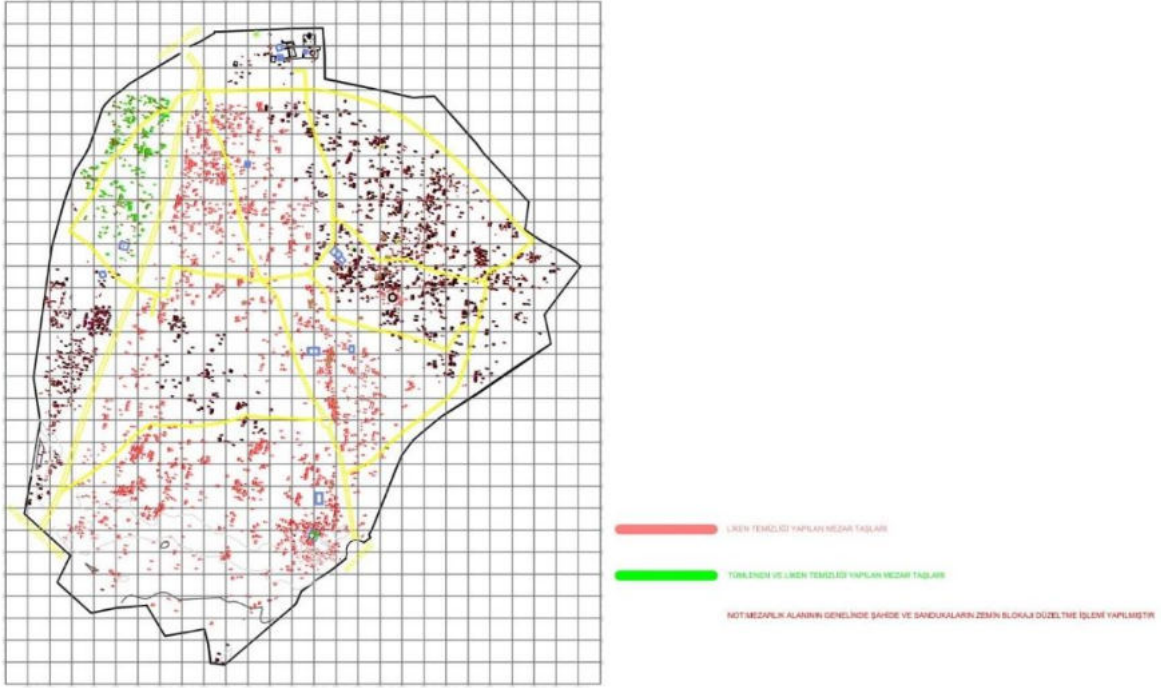 LİKEN TEMİZLİĞİ YAPILAN MEZAR TAŞLARI
TÜMLENEN VE LİKEN TEMİZLİĞİ YAPILAN MEZAR TAŞLARI
NOT:MEZARLIK ALANININ GENELİNDE ŞAHİDE VE SANDUKALARIN ZEMİN BLOKAJI DÜZELTME İŞLEMİ YAPILMIŞTIR